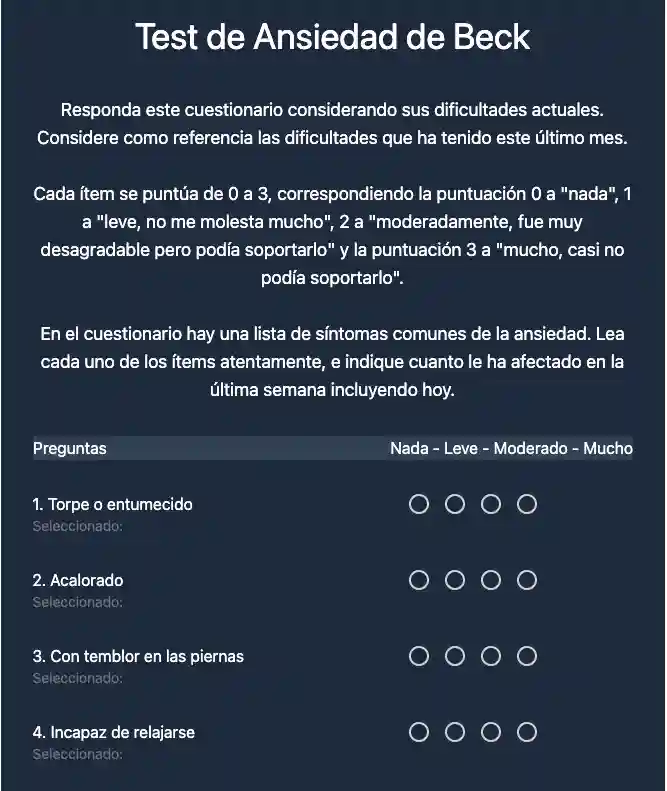 Test de Ansiedad de Beck
Responda este cuestionario considerando sus dificultades actuales.
Considere como referencia las dificultades que ha tenido este último mes.
Cada ítem se puntúa de 0 a 3, correspondiendo la puntuación 0 a "nada", 1
a "leve, no me molesta mucho", 2 a "moderadamente, fue muy
desagradable pero podía soportarlo" y la puntuación 3 a "mucho, casi no
podía soportarlo".
En el cuestionario hay una lista de síntomas comunes de la ansiedad. Lea
cada uno de los ítems atentamente, e indique cuanto le ha afectado en la
última semana incluyendo hoy.
Preguntas Nada - Leve - Moderado - Mucho
1. Torpe o entumecido
Seleccionado:
2. Acalorado
Seleccionado:
3. Con temblor en las piernas
Seleccionado:
4. Incapaz de relajarse
Seleccionado: